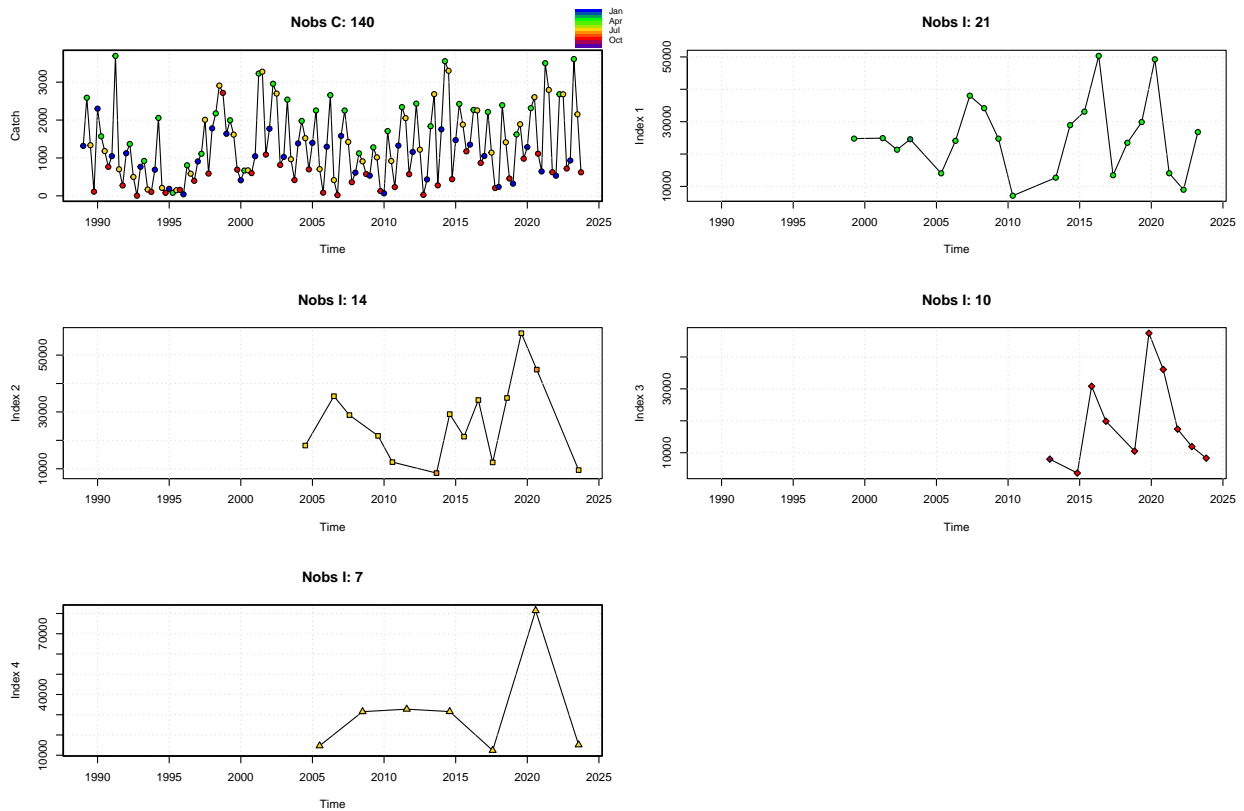 Nobs C: 140
Jan
Apr
Jul
Oct
Catch
0 1000 2000 3000
1990 1995 2000 2005 2010 2015 2020 2025
Time
Nobs I: 21
Index 1
10000 30000 50000
1990 1995 2000 2005 2010 2015 2020 2025
Time
Nobs I: 14
Index 2
10000 30000 50000
1990 1995 2000 2005 2010 2015 2020 2025
Time
Nobs I: 10
Index 3
10000 30000
1990 1995 2000 2005 2010 2015 2020 2025
Time
Nobs I: 7
Index 4
10000 40000 70000
1990 1995 2000 2005 2010 2015 2020 2025
Time